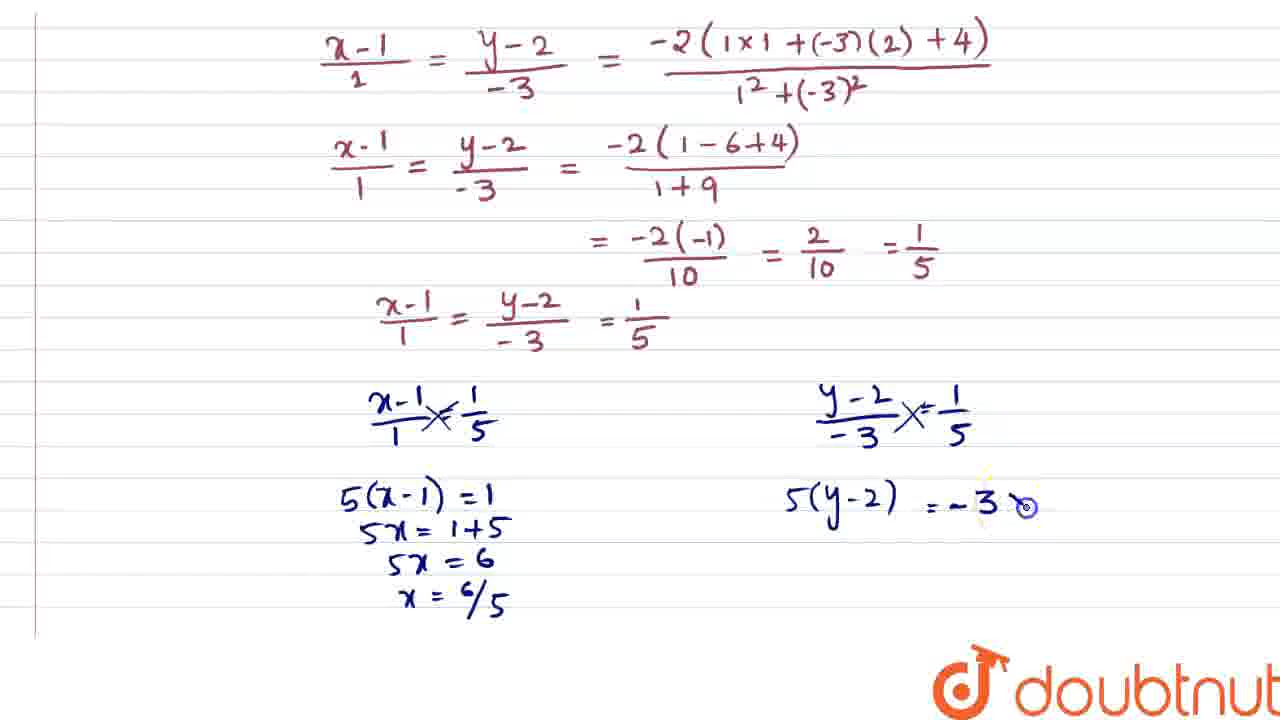 x-1/1 = y-2/-3 = -2(1×1+(-3)(2)+4)/1²+(-3)²
x-1/1 = y-2/-3 = -2(1-6+4)/1+9
= -2(-1)/10 = 2/10 = 1/5
x-1/1 = y-2/-3 = 1/5
x-1/1 = 1/5 y-2/-3 = 1/5
5(x-1) = 1 5(y-2) = -3
5x = 1+5
5x = 6
x = 6/5
doubtnut